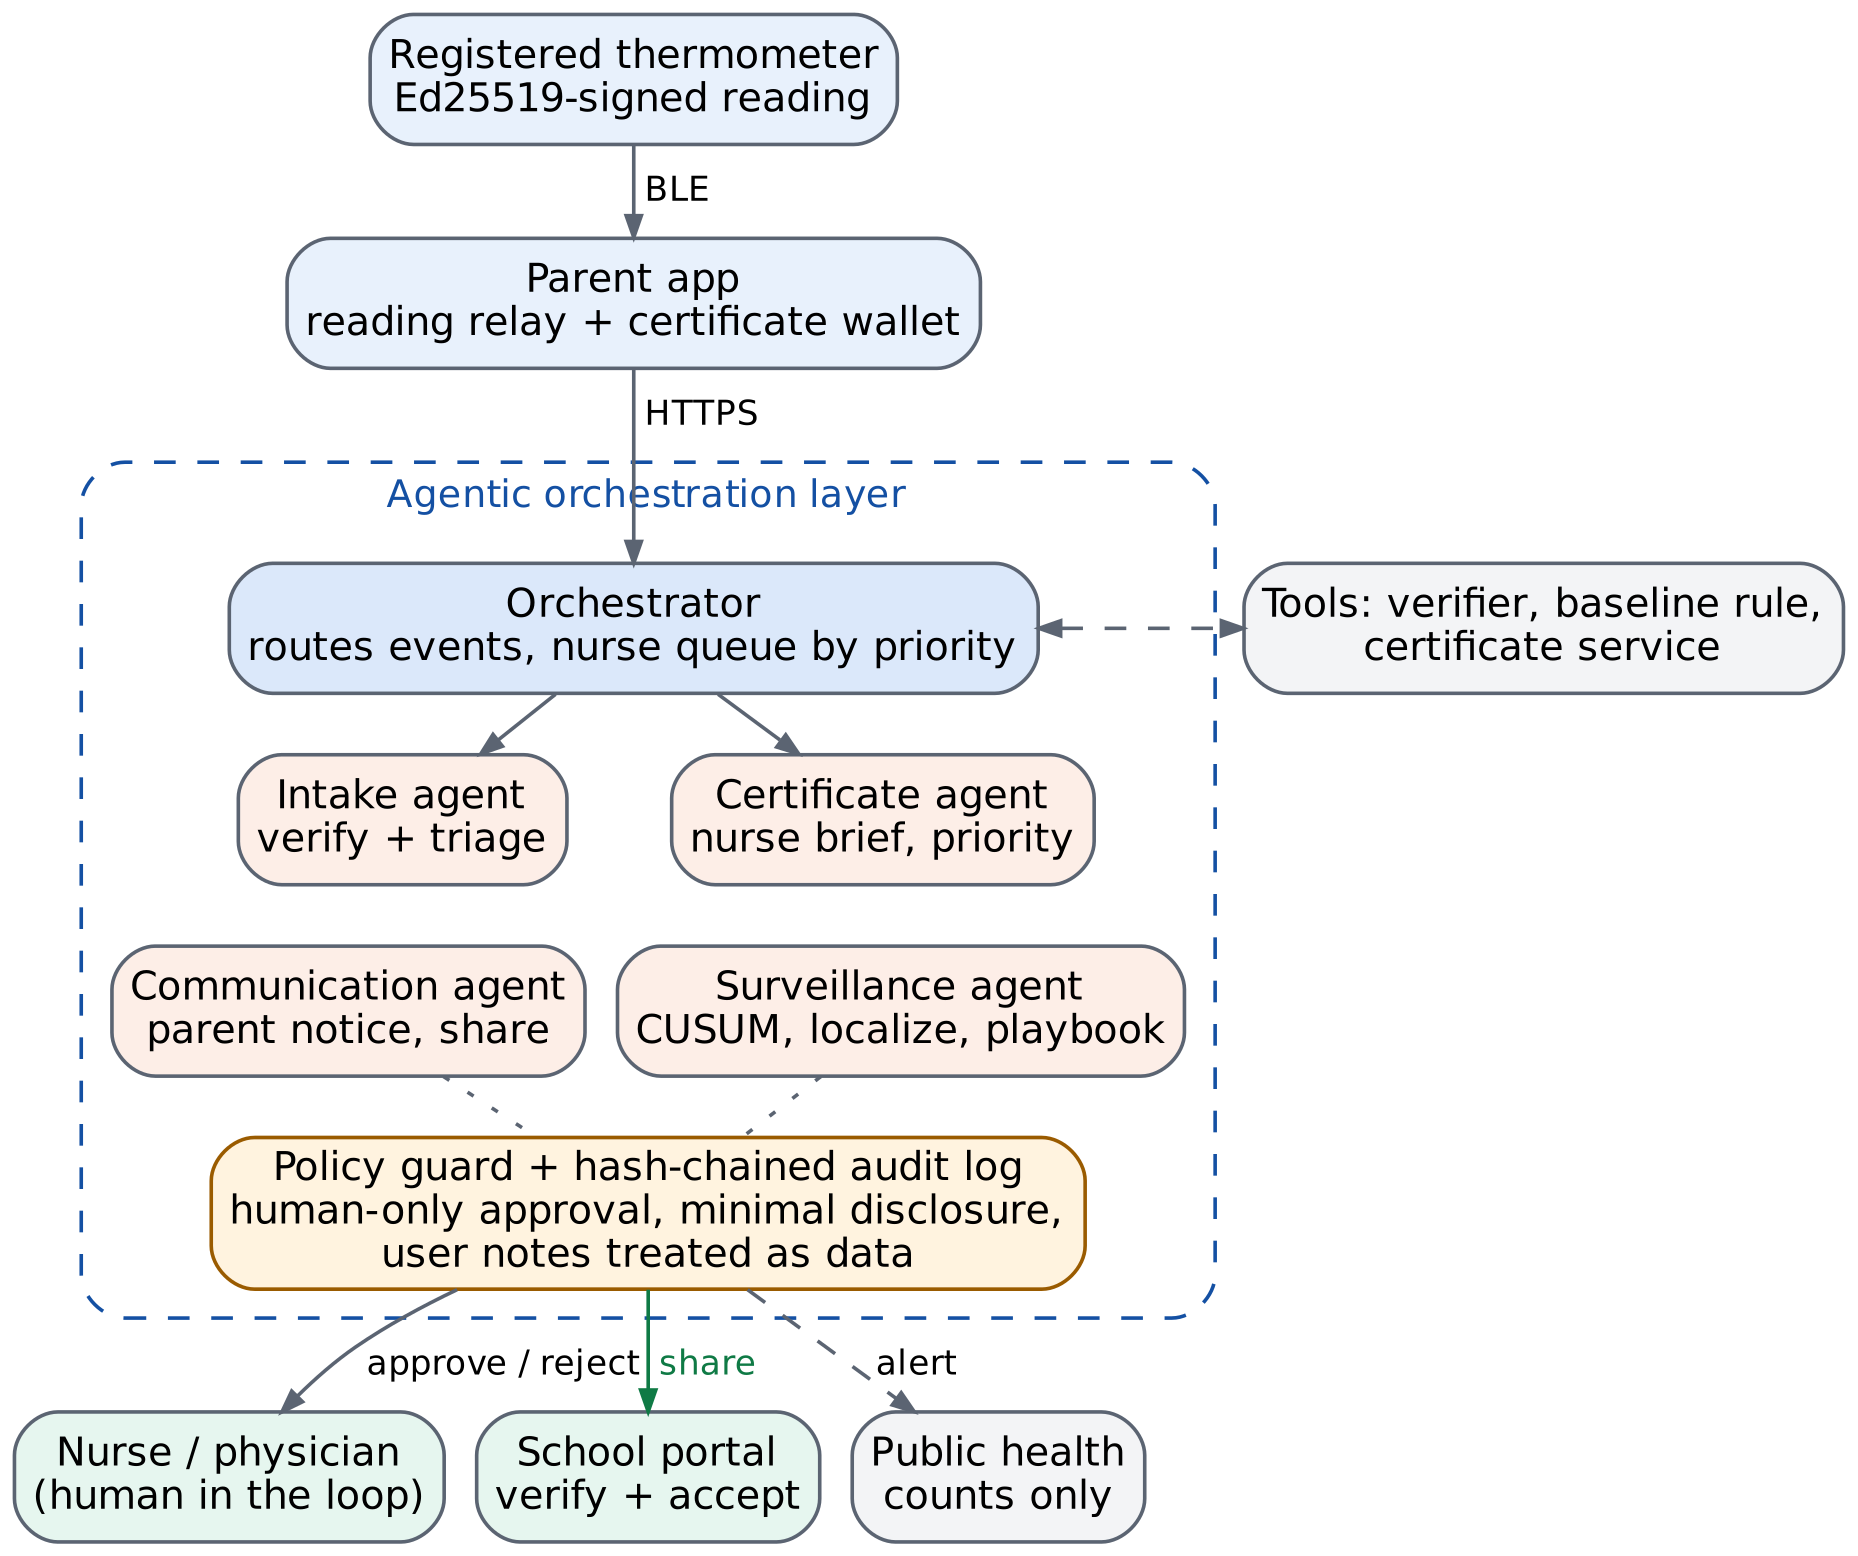 Registered thermometer
Ed25519-signed reading
BLE
Parent app
reading relay + certificate wallet
HTTPS
Agentic orchestration layer
Orchestrator
routes events, nurse queue by priority
Tools: verifier, baseline rule,
certificate service
Intake agent
verify + triage
Certificate agent
nurse brief, priority
Communication agent
parent notice, share
Surveillance agent
CUSUM, localize, playbook
Policy guard + hash-chained audit log
human-only approval, minimal disclosure,
user notes treated as data
approve / reject
share
alert
Nurse / physician
(human in the loop)
School portal
verify + accept
Public health
counts only